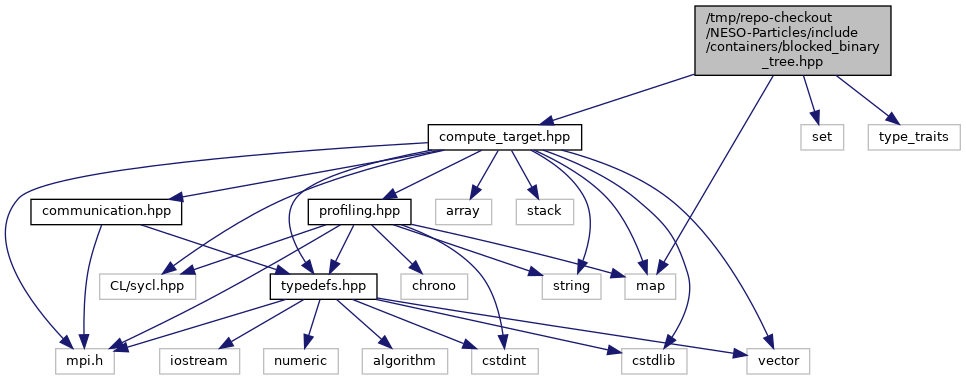 /tmp/repo-checkout
/NESO-Particles/include
/containers/blocked_binary
_tree.hpp
compute_target.hpp
set
type_traits
communication.hpp
profiling.hpp
array
stack
CL/sycl.hpp
typedefs.hpp
chrono
string
map
mpi.h
iostream
numeric
algorithm
cstdint
cstdlib
vector